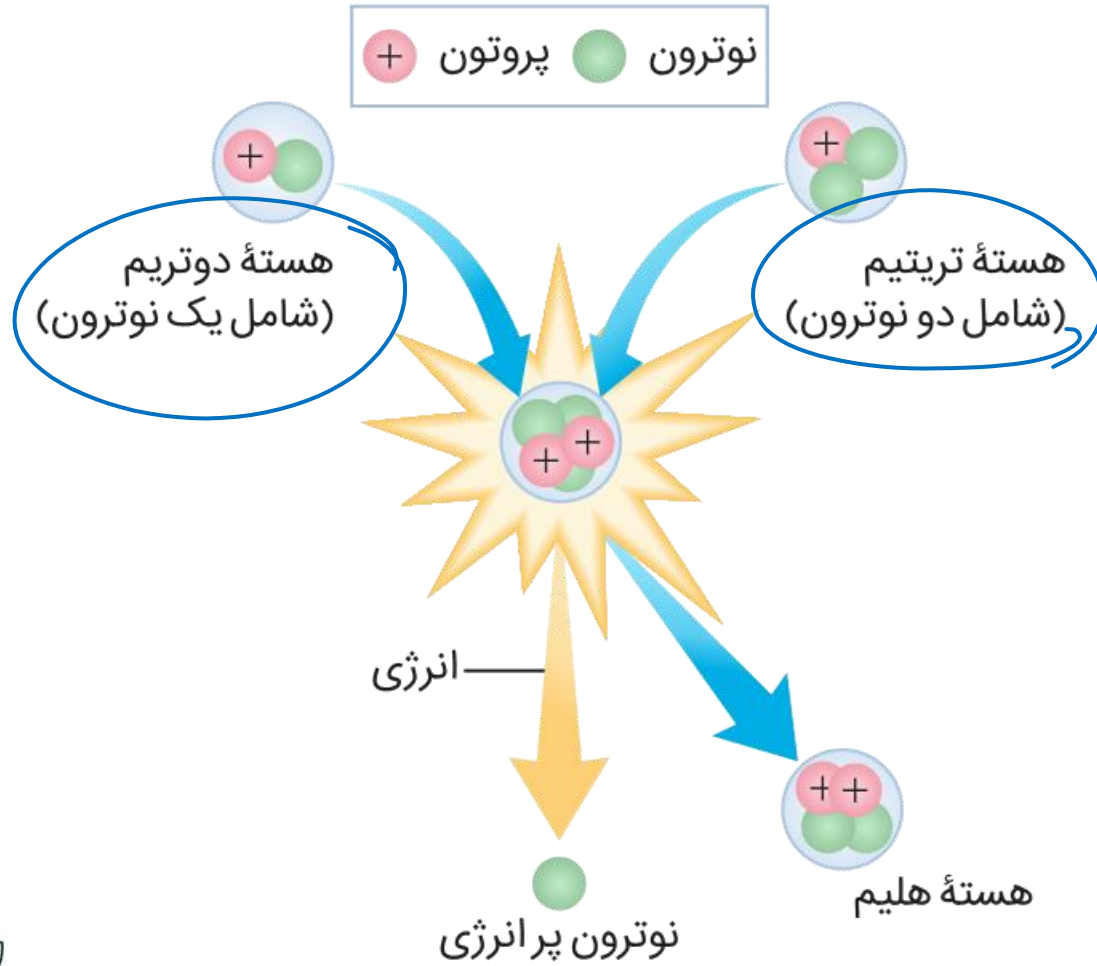 نوترون پروتون +
+
+
هستهٔ دوتریم
(شامل یک نوترون)
هستهٔ تریتیم
(شامل دو نوترون)
+ +
انرژی
+ +
هستهٔ هلیم
نوترون پر انرژی